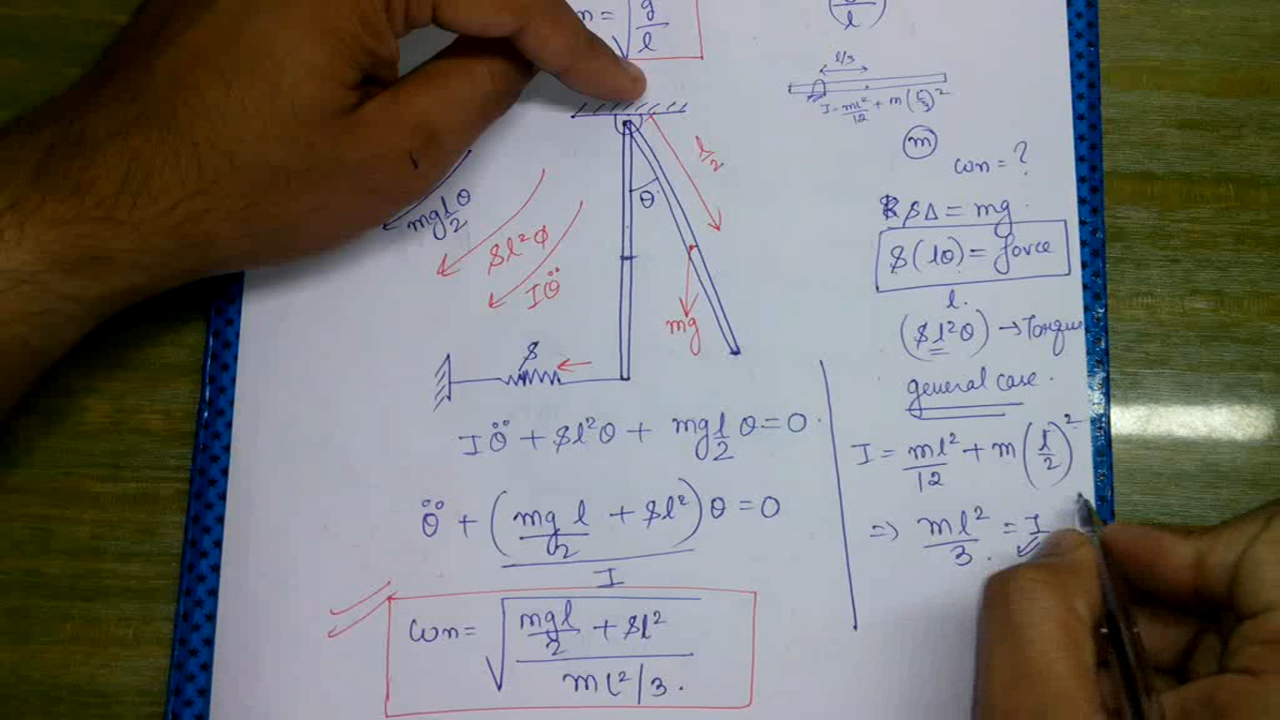 n = √g/l
(g/l)
l/3
I = ml²/12 + m(l/3)²
m
ωn = ?
l/2
θ
mg l/2 θ
sl²θ
Iθ̈
mg
s
sΔ = mg.
s(lθ) = force
l.
(sl²θ) → Torque
general case.
I = ml²/12 + m(l/2)²
⇒ ml²/3. = I
Iθ̈ + sl²θ + mg l/2 θ = 0.
θ̈ + (mg l/2 + sl²)θ = 0
I
ωn = √(mgl/2 + sl²)/(ml²/3.)